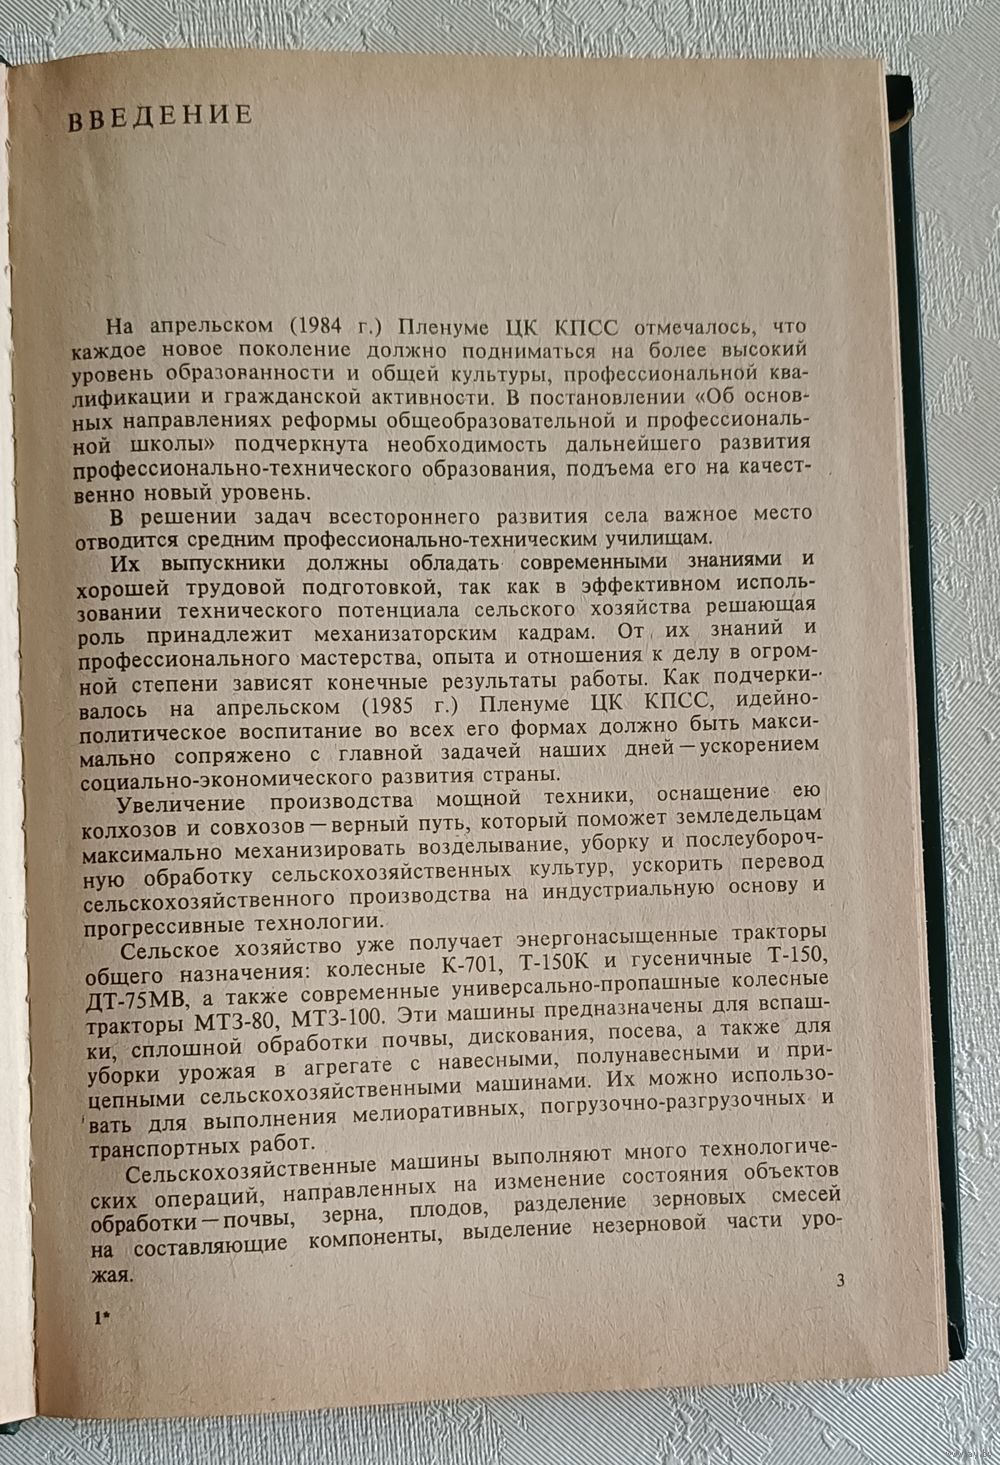 ВВЕДЕНИЕ
На апрельском (1984 г.) Пленуме ЦК КПСС отмечалось, что
каждое новое поколение должно подниматься на более высокий
уровень образованности и общей культуры, профессиональной ква-
лификации и гражданской активности. В постановлении «Об основ-
ных направлениях реформы общеобразовательной и профессиональ-
ной школы» подчеркнута необходимость дальнейшего развития
профессионально-технического образования, подъема его на качест-
венно новый уровень.
В решении задач всестороннего развития села важное место
отводится средним профессионально-техническим училищам.
Их выпускники должны обладать современными знаниями и
хорошей трудовой подготовкой, так как в эффективном исполь-
зовании технического потенциала сельского хозяйства решающая
роль принадлежит механизаторским кадрам. От их знаний и
профессионального мастерства, опыта и отношения к делу в огром-
ной степени зависят конечные результаты работы. Как подчерки-
валось на апрельском (1985 г.) Пленуме ЦК КПСС, идейно-
политическое воспитание во всех его формах должно быть макси-
мально сопряжено с главной задачей наших дней — ускорением
социально-экономического развития страны.
Увеличение производства мощной техники, оснащение ею
колхозов и совхозов — верный путь, который поможет земледельцам
максимально механизировать возделывание, уборку и послеубороч-
ную обработку сельскохозяйственных культур, ускорить перевод
сельскохозяйственного производства на индустриальную основу и
прогрессивные технологии.
Сельское хозяйство уже получает энергонасыщенные тракторы
общего назначения: колесные К-701, Т-150К и гусеничные Т-150,
ДТ-75МВ, а также современные универсально-пропашные колесные
тракторы МТЗ-80, МТЗ-100. Эти машины предназначены для вспаш-
ки, сплошной обработки почвы, дискования, посева, а также для
уборки урожая в агрегате с навесными, полунавесными и при-
цепными сельскохозяйственными машинами. Их можно использо-
вать для выполнения мелиоративных, погрузочно-разгрузочных и
транспортных работ.
Сельскохозяйственные машины выполняют много технологиче-
ских операций, направленных на изменение состояния объектов
обработки — почвы, зерна, плодов, разделение зерновых смесей
на составляющие компоненты, выделение незерновой части уро-
жая.
3
1*